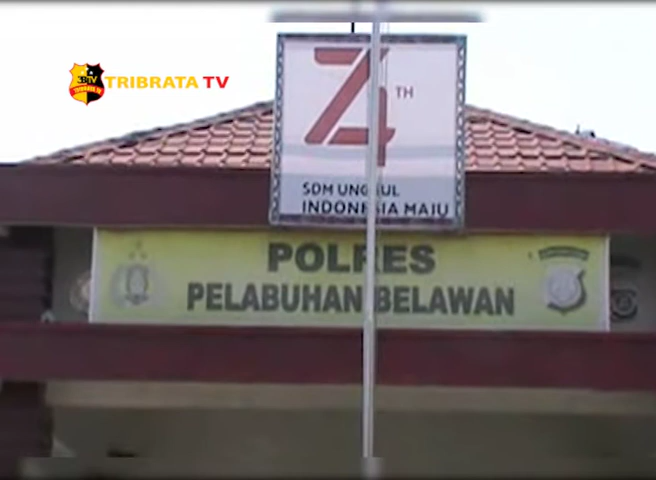 TRIBRATA TV
74 TH
SDM UNGGUL
INDONESIA MAJU
POLRES
PELABUHAN BELAWAN